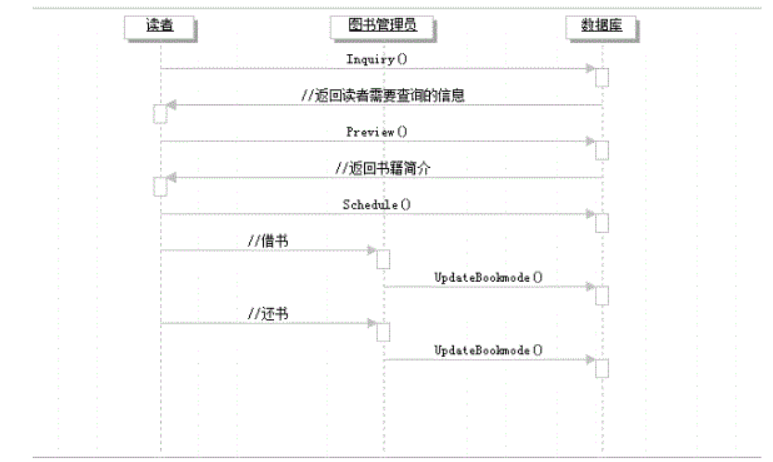 读者 图书管理员 数据库
Inquiry()
//返回读者需要查询的信息
Preview()
//返回书籍简介
Schedule()
//借书
UpdateBookmode()
//还书
UpdateBookmode()